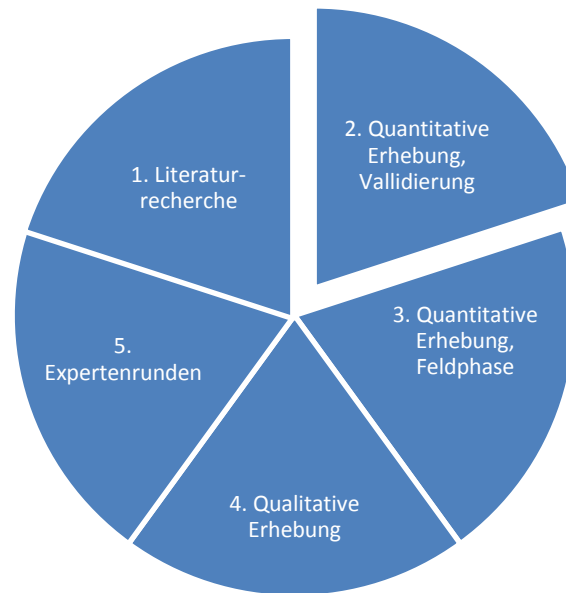 1. Literatur-
recherche
2. Quantitative
Erhebung,
Vallidierung
3. Quantitative
Erhebung,
Feldphase
4. Qualitative
Erhebung
5.
Expertenrunden